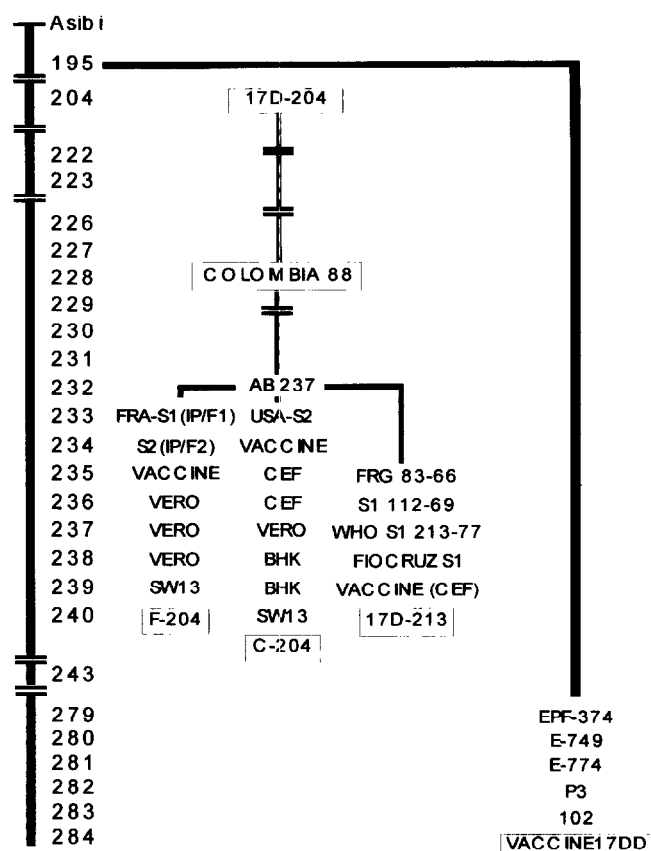 Asibi
195
204 17D-204
222
223
226
227
228 COLOMBIA 88
229
230
231
232 AB 237
233 FRA-S1(IP/F1) USA-S2
234 S2(IP/F2) VACCINE
235 VACCINE CEF FRG 83-66
236 VERO CEF S1 112-69
237 VERO VERO WHO S1 213-77
238 VERO BHK FIOCRUZ S1
239 SW13 BHK VACCINE (CEF)
240 F-204 SW13 17D-213
C-204
243
279 EPF-374
280 E-749
281 E-774
282 P3
283 102
284 VACCINE17DD